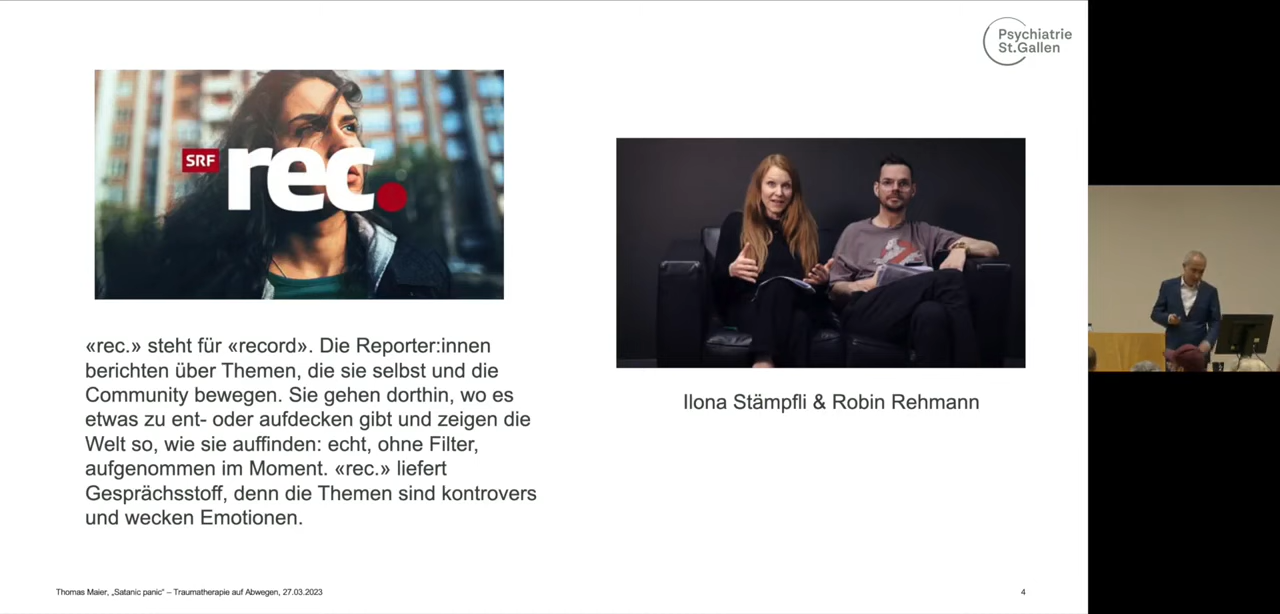 Psychiatrie
St.Gallen
SRF rec.
«rec.» steht für «record». Die Reporter:innen
berichten über Themen, die sie selbst und die
Community bewegen. Sie gehen dorthin, wo es
etwas zu ent- oder aufdecken gibt und zeigen die
Welt so, wie sie auffinden: echt, ohne Filter,
aufgenommen im Moment. «rec.» liefert
Gesprächsstoff, denn die Themen sind kontrovers
und wecken Emotionen.
Ilona Stämpfli & Robin Rehmann
Thomas Maier, „Satanic panic“ – Traumatherapie auf Abwegen, 27.03.2023
4